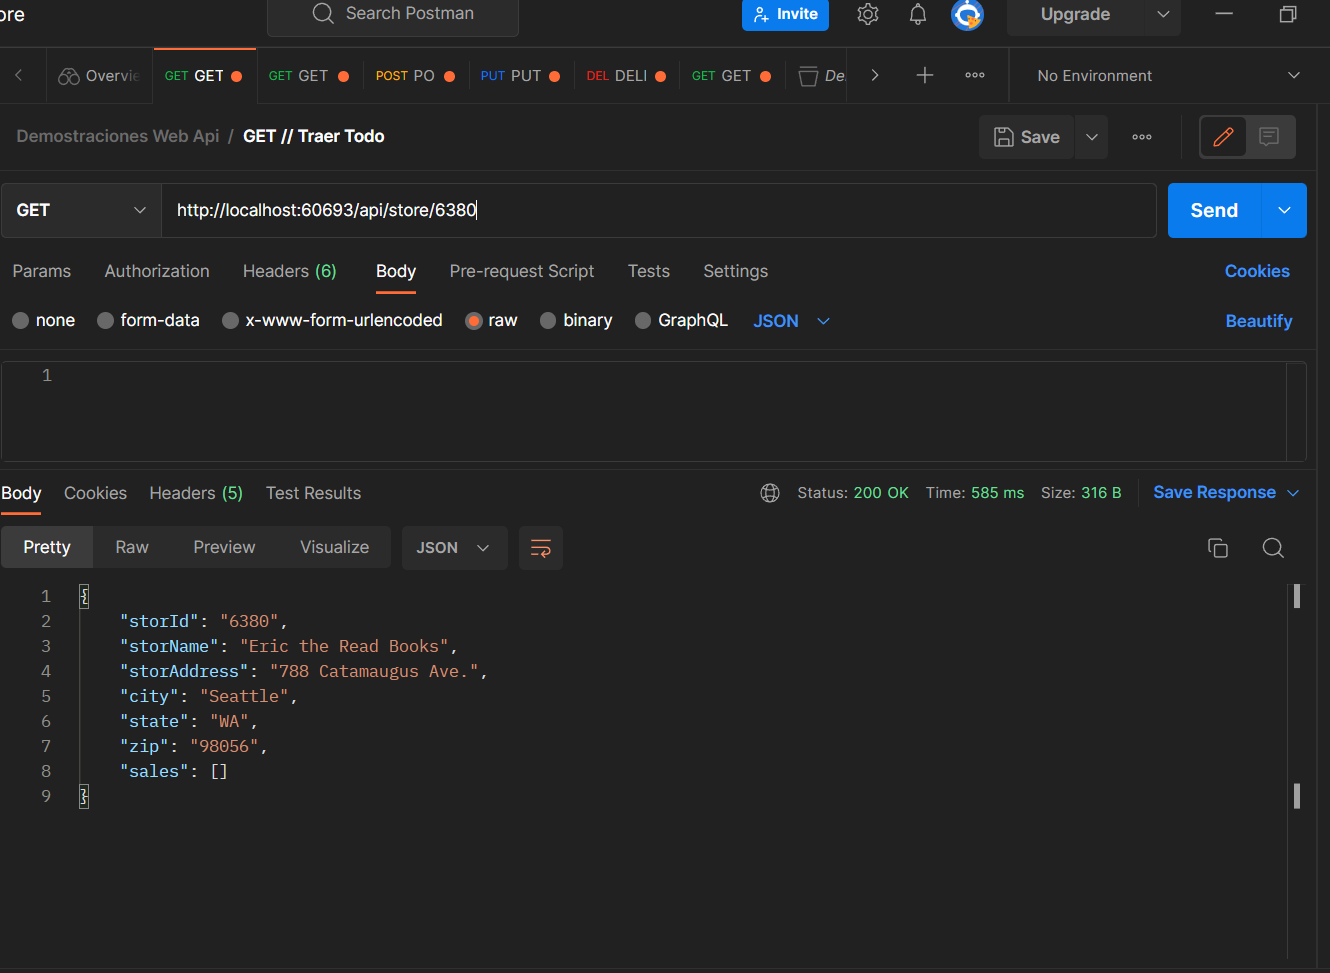 ore
Search Postman
Invite
Upgrade
Overvie
GET GET
GET GET
POST PO
PUT PUT
DEL DELI
GET GET
De
No Environment
Demostraciones Web Api / GET // Traer Todo
Save
GET
http://localhost:60693/api/store/6380
Send
Params Authorization Headers (6) Body Pre-request Script Tests Settings Cookies
none form-data x-www-form-urlencoded raw binary GraphQL JSON Beautify
1
Body Cookies Headers (5) Test Results Status: 200 OK Time: 585 ms Size: 316 B Save Response
Pretty Raw Preview Visualize JSON
1 {
2 "storId": "6380",
3 "storName": "Eric the Read Books",
4 "storAddress": "788 Catamaugus Ave.",
5 "city": "Seattle",
6 "state": "WA",
7 "zip": "98056",
8 "sales": []
9 }